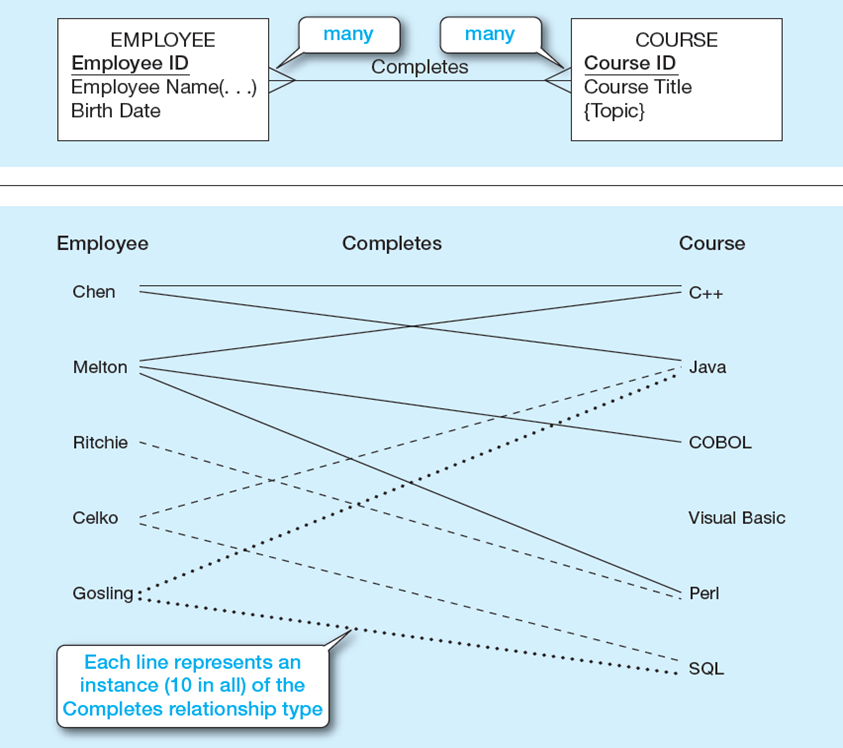 EMPLOYEE
Employee ID
Employee Name(. . .)
Birth Date
many
many
Completes
COURSE
Course ID
Course Title
{Topic}
Employee
Completes
Course
Chen
C++
Melton
Java
Ritchie
COBOL
Celko
Visual Basic
Gosling
Perl
SQL
Each line represents an
instance (10 in all) of the
Completes relationship type